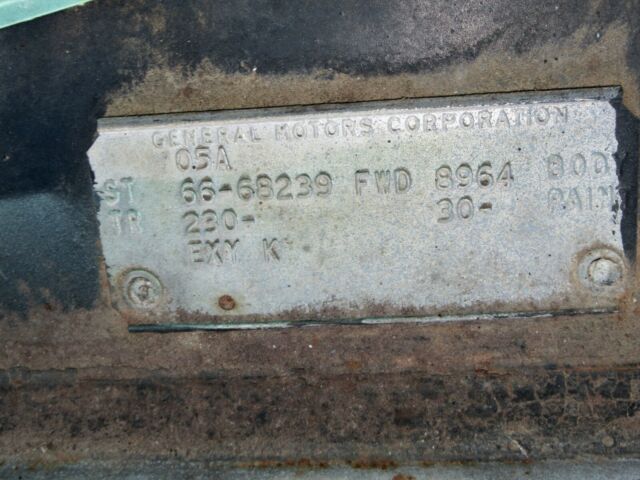 GENERAL MOTORS CORPORATION
05A
ST 66-68239 FWD 8964 BODY
TR 230- 30- PAINT
EXY K